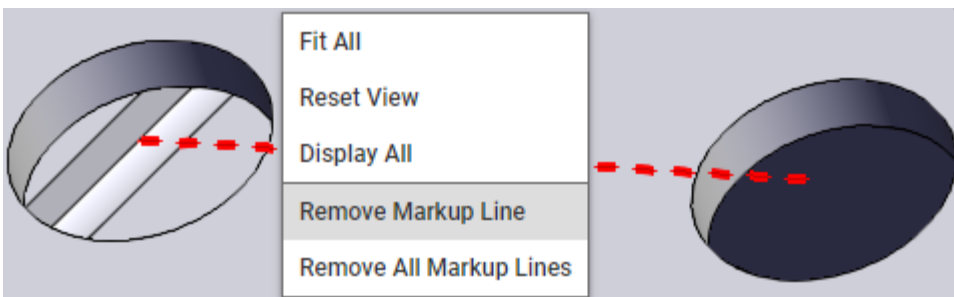 Fit All
Reset View
Display All
Remove Markup Line
Remove All Markup Lines